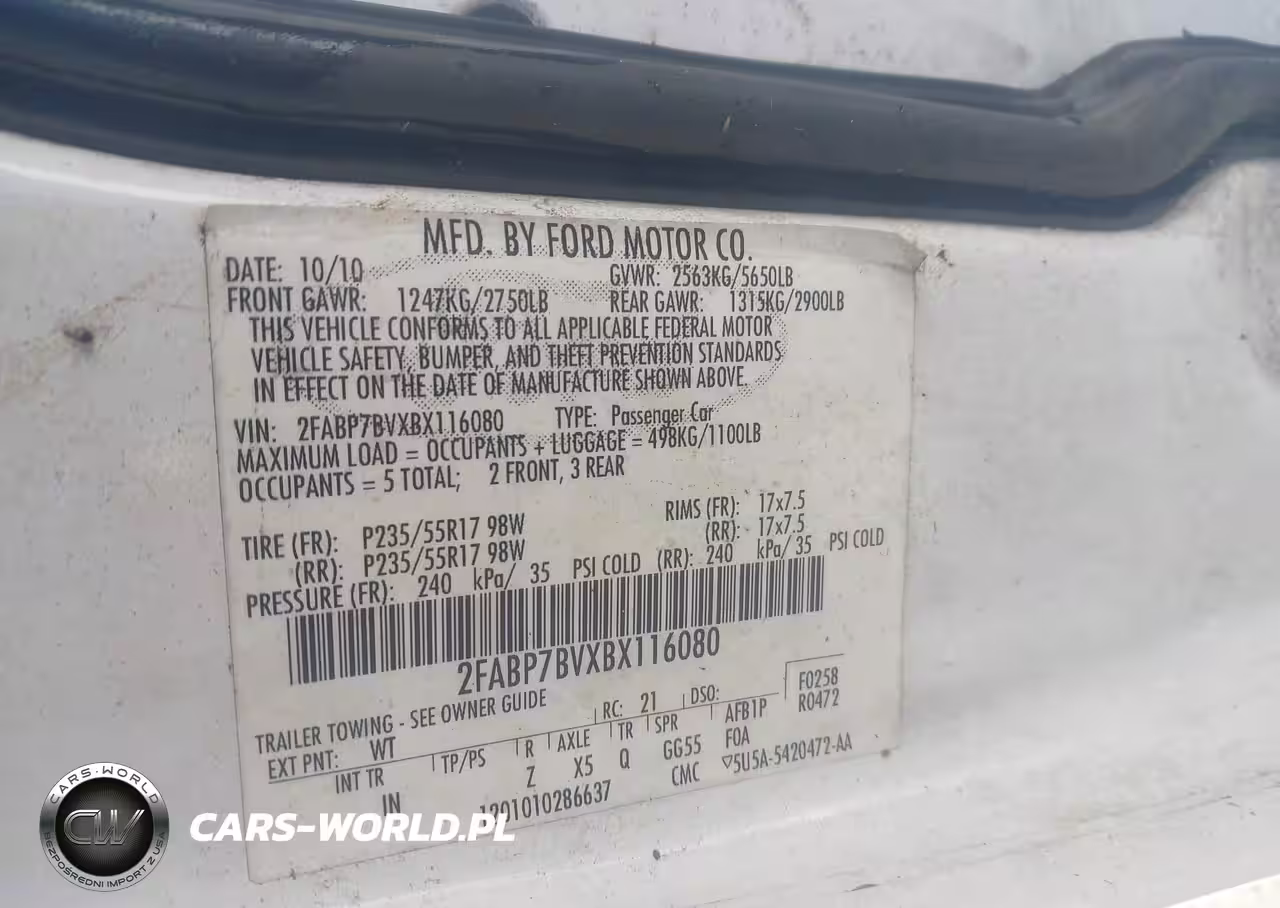 MFD. BY FORD MOTOR CO.
DATE: 10/10 GVWR: 2563KG/5650LB
FRONT GAWR: 1247KG/2750LB REAR GAWR: 1315KG/2900LB
THIS VEHICLE CONFORMS TO ALL APPLICABLE FEDERAL MOTOR
VEHICLE SAFETY, BUMPER, AND THEFT PREVENTION STANDARDS
IN EFFECT ON THE DATE OF MANUFACTURE SHOWN ABOVE.
VIN: 2FABP7BVXBX116080 TYPE: Passenger Car
MAXIMUM LOAD = OCCUPANTS + LUGGAGE = 498KG/1100LB
OCCUPANTS = 5 TOTAL; 2 FRONT, 3 REAR
TIRE (FR): P235/55R17 98W RIMS (FR): 17x7.5
(RR): P235/55R17 98W (RR): 17x7.5
PRESSURE (FR): 240 kPa/ 35 PSI COLD (RR): 240 kPa/ 35 PSI COLD
2FABP7BVXBX116080
TRAILER TOWING - SEE OWNER GUIDE RC: 21 DSO: F0258
R0472
EXT PNT: WT
INT TR TP/PS R AXLE TR SPR AFB1P
IN Z X5 Q GG55 F0A
1201010286637 CMC ▽5U5A-5420472-AA
CARS-WORLD
CW
BEZPOŚREDNI IMPORT Z USA
CARS-WORLD.PL